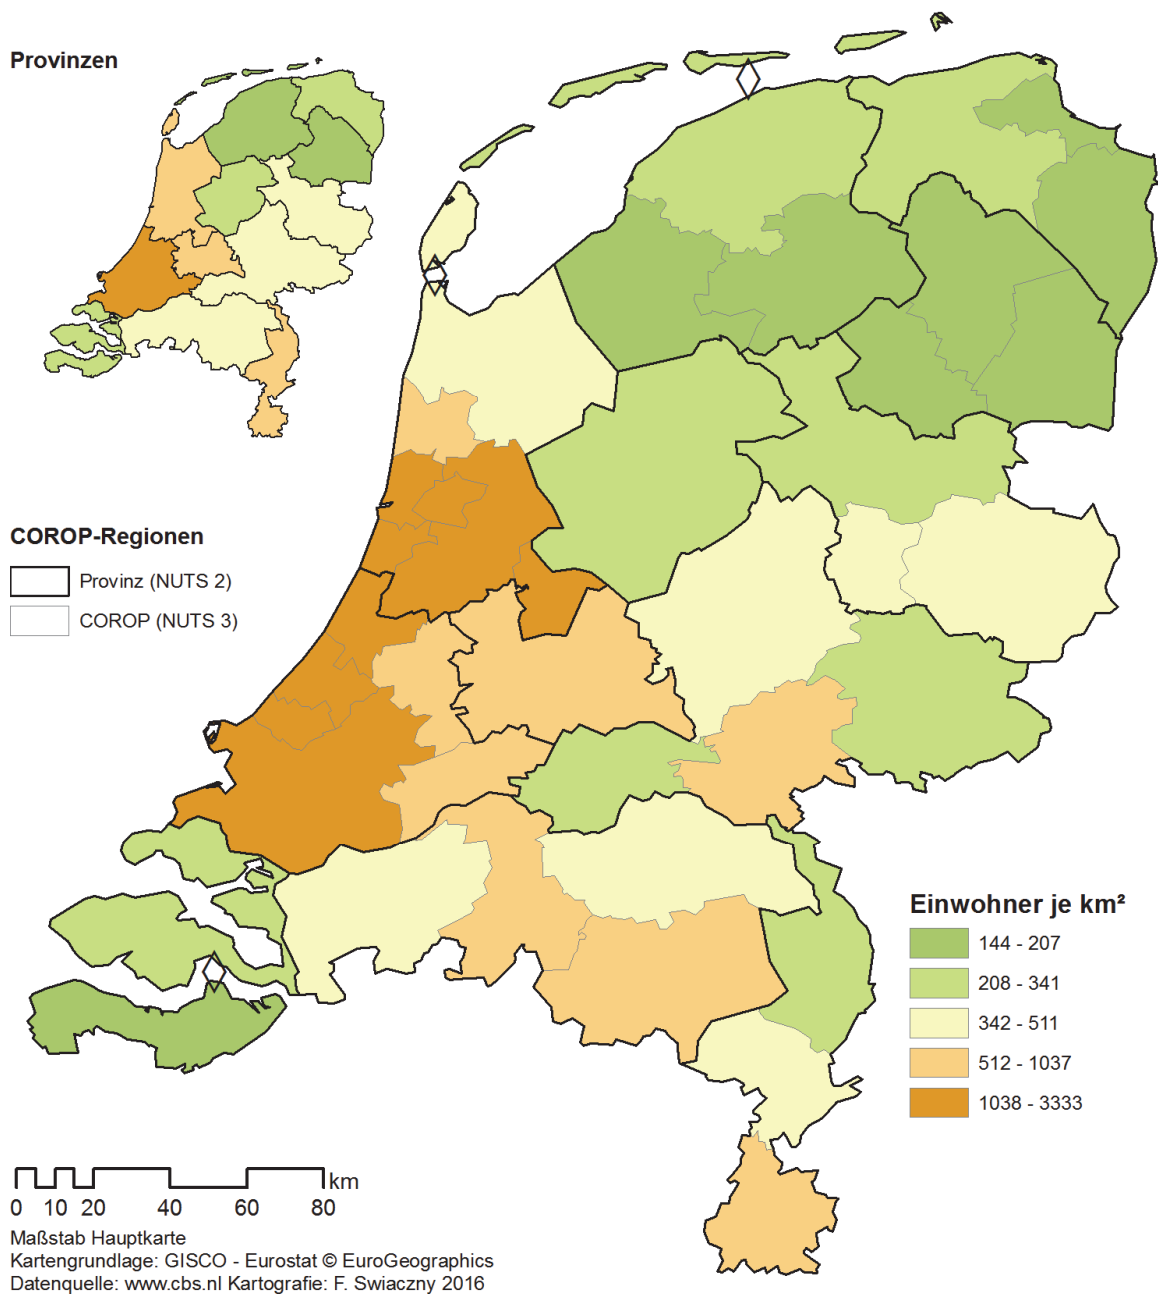 Provinzen
COROP-Regionen
Provinz (NUTS 2)
COROP (NUTS 3)
Einwohner je km²
144 - 207
208 - 341
342 - 511
512 - 1037
1038 - 3333
km
0 10 20 40 60 80
Maßstab Hauptkarte
Kartengrundlage: GISCO - Eurostat © EuroGeographics
Datenquelle: www.cbs.nl Kartografie: F. Swiaczny 2016